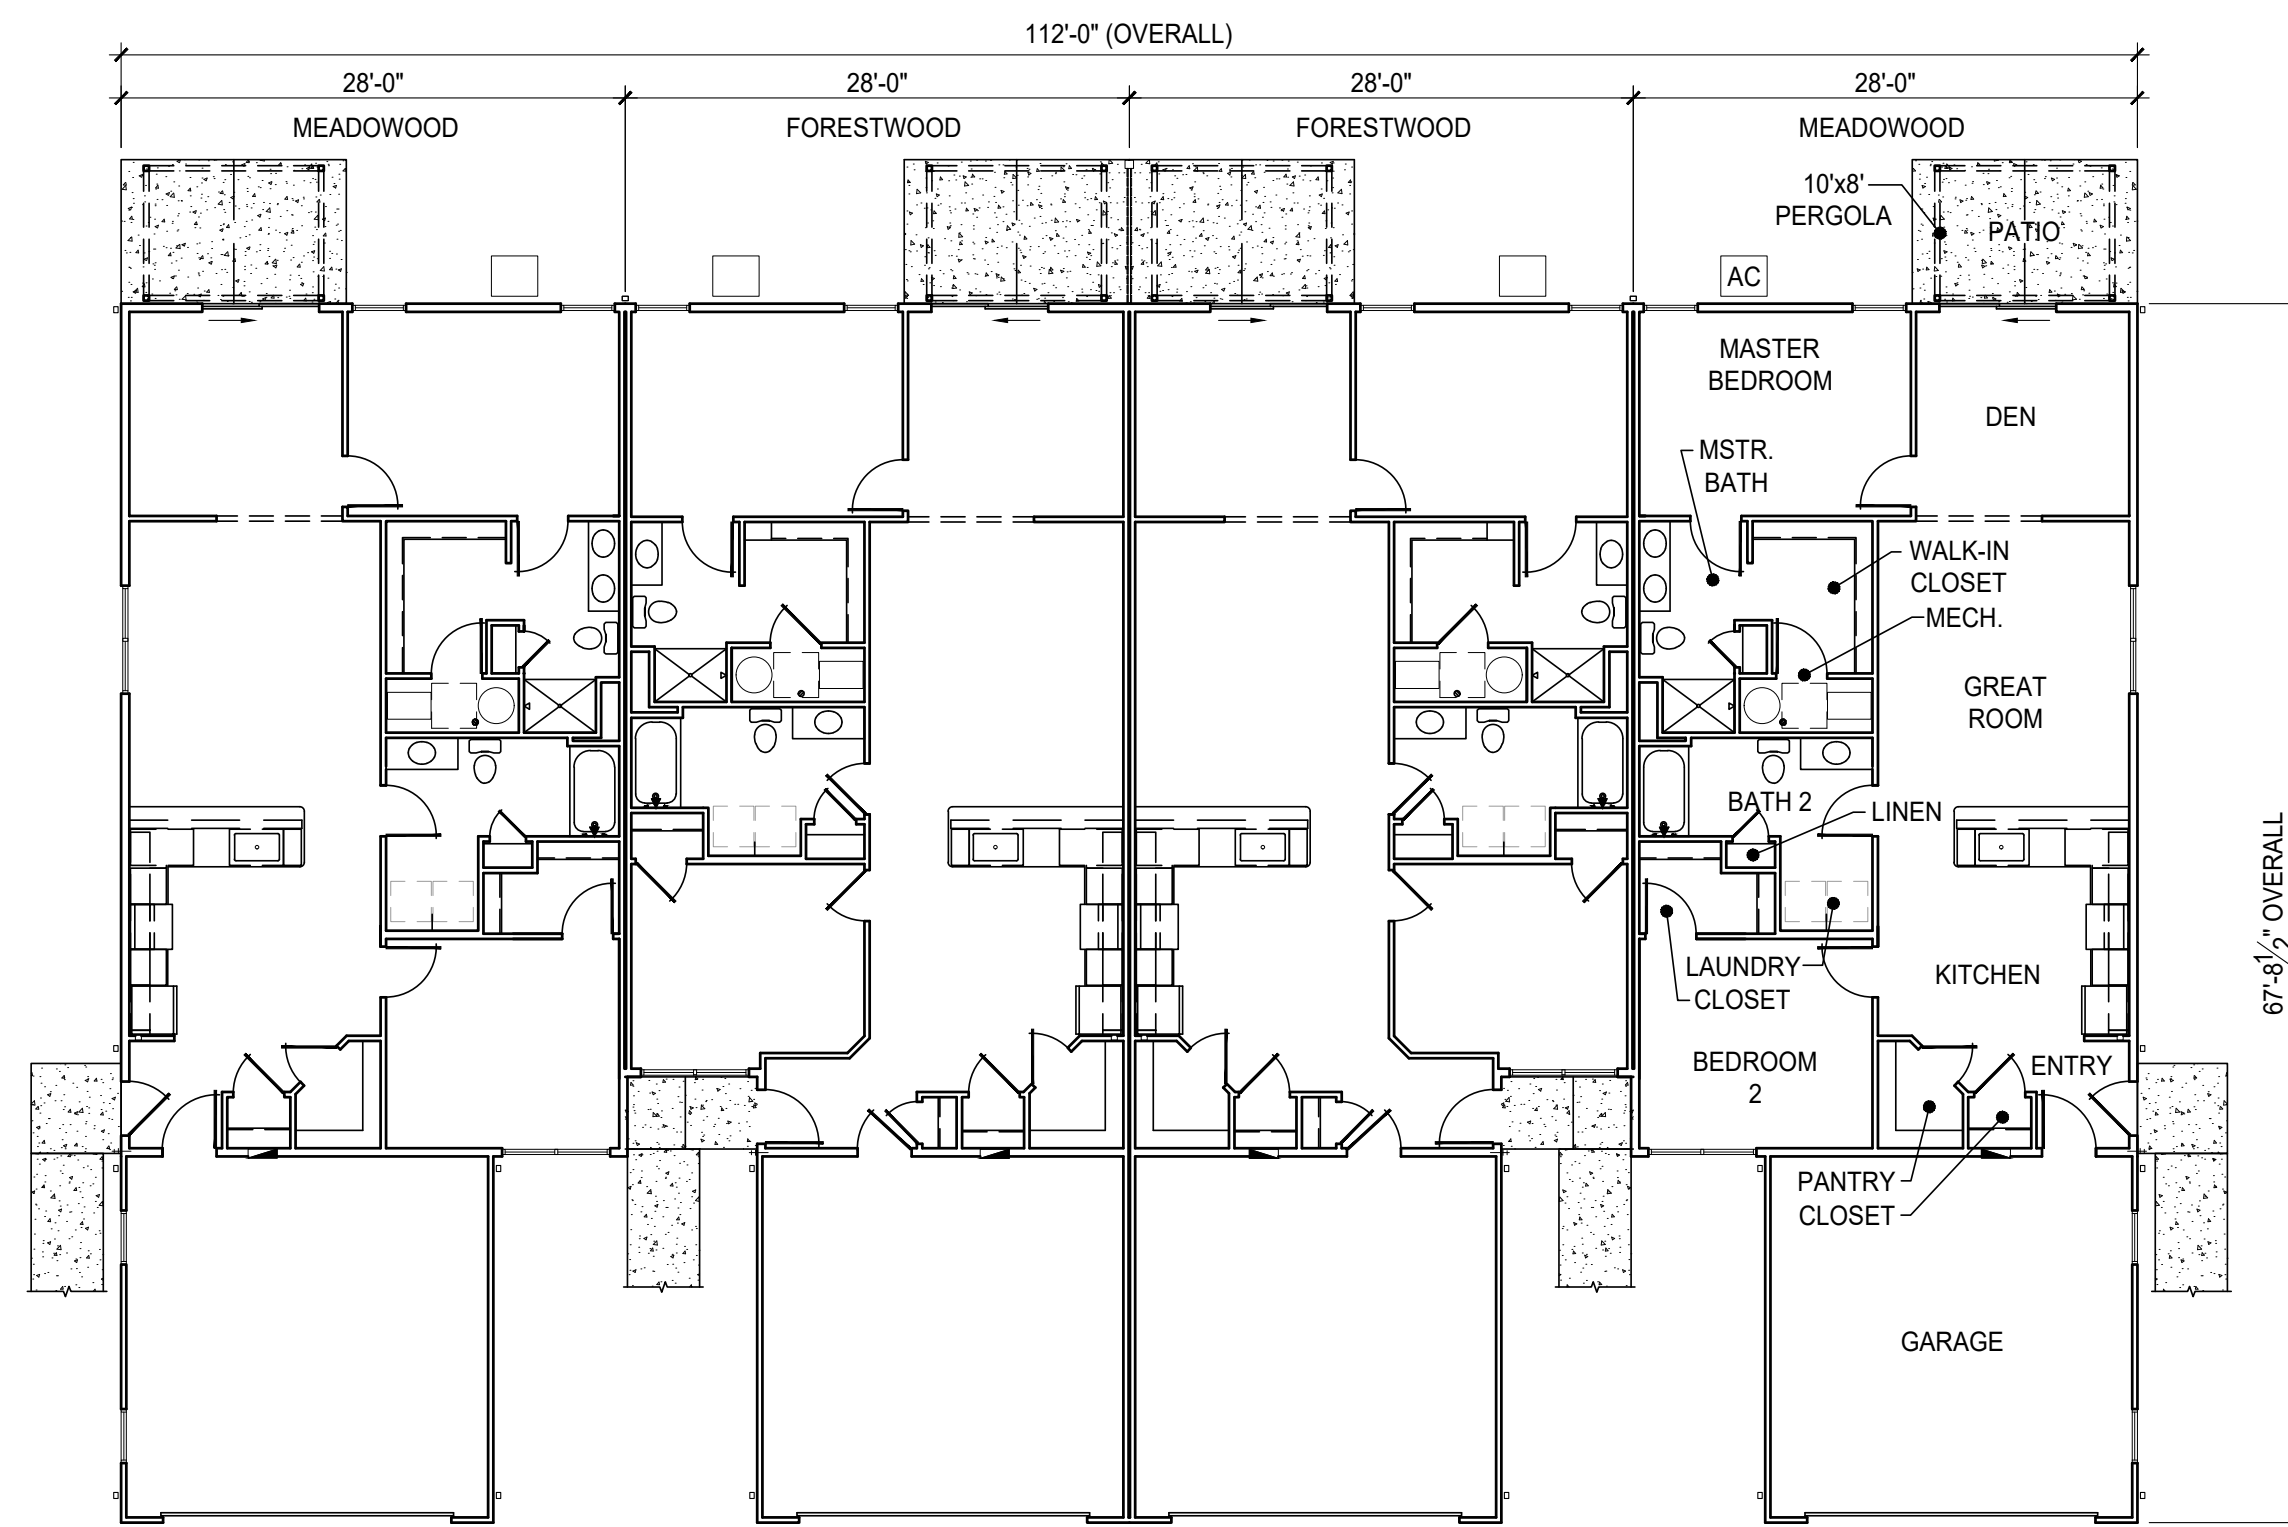 112'-0" (OVERALL)
28'-0"
28'-0"
28'-0"
28'-0"
MEADOWOOD
FORESTWOOD
FORESTWOOD
MEADOWOOD
10'x8'
PERGOLA
PATIO
AC
MASTER
BEDROOM
DEN
MSTR.
BATH
WALK-IN
CLOSET
MECH.
GREAT
ROOM
BATH 2
LINEN
67'-8½" OVERALL
LAUNDRY
CLOSET
KITCHEN
BEDROOM
2
ENTRY
PANTRY
CLOSET
GARAGE